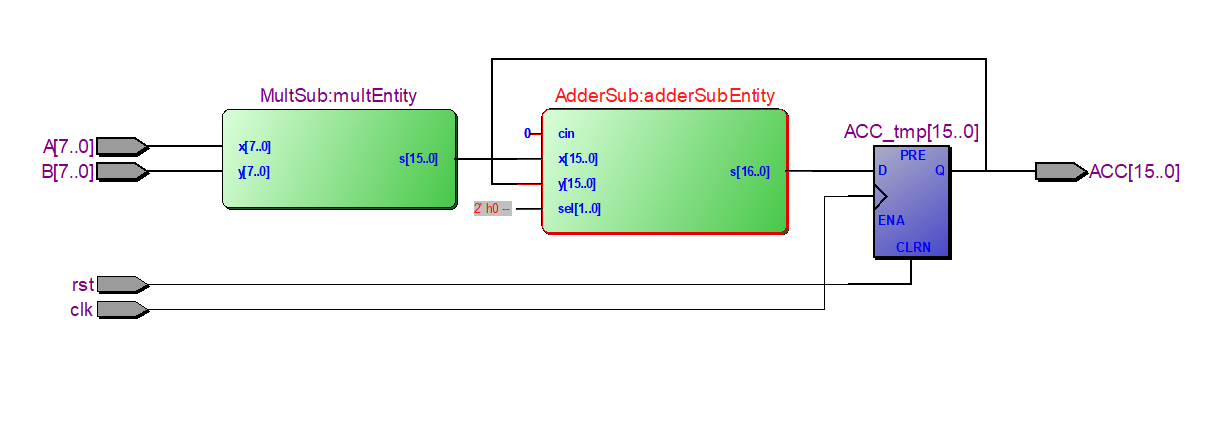 MultSub:multEntity
AdderSub:adderSubEntity
ACC_tmp[15..0]
A[7..0]
B[7..0]
x[7..0]
y[7..0]
s[15..0]
0
cin
x[15..0]
y[15..0]
2' h0 --
sel[1..0]
s[16..0]
PRE
D
Q
ENA
CLRN
ACC[15..0]
rst
clk